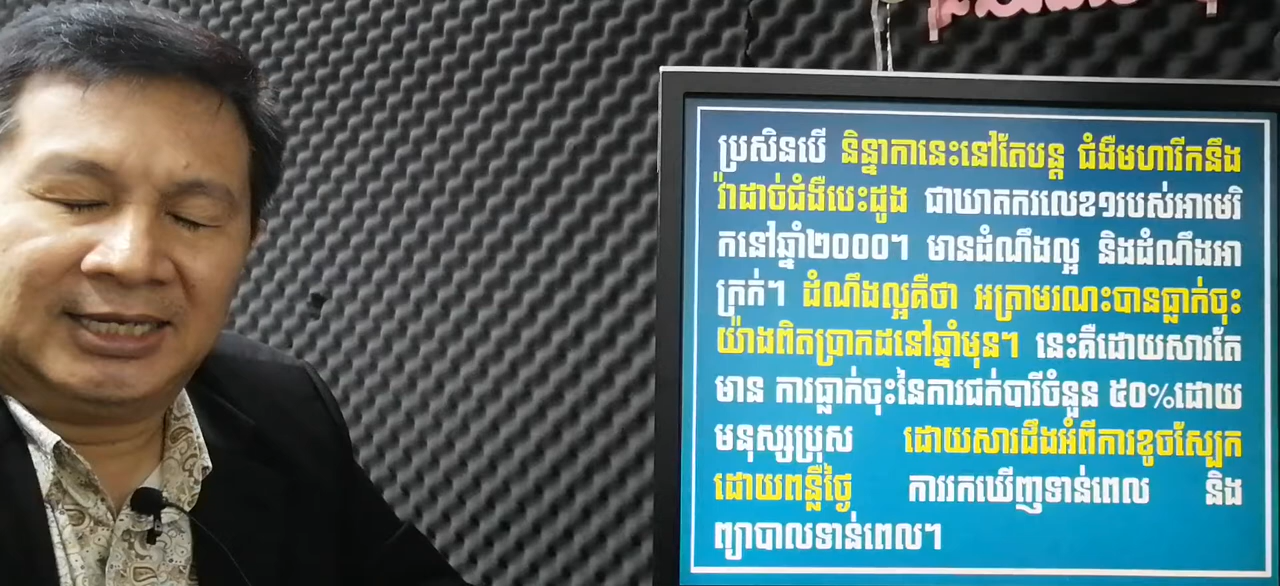 ប្រសិនបើ និន្នាការនេះនៅតែបន្ត ជំងឺមហារីកនឹង
វ៉ាដាច់ជំងឺបេះដូង ជាឃាតករលេខ១របស់អាមេរិ
កនៅឆ្នាំ២០០០។ មានដំណឹងល្អ និងដំណឹងអា
ក្រក់។ ដំណឹងល្អគឺថា អត្រាមរណះបានធ្លាក់ចុះ
យ៉ាងពិតប្រាកដនៅឆ្នាំមុន។ នេះគឺដោយសារតែ
មាន ការធ្លាក់ចុះនៃការជក់បារីចំនួន ៥០%ដោយ
មនុស្សប្រុស ដោយសារដឹងអំពីការខូចស្បែក
ដោយពន្លឺថ្ងៃ ការរកឃើញទាន់ពេល និង
ព្យាបាលទាន់ពេល។